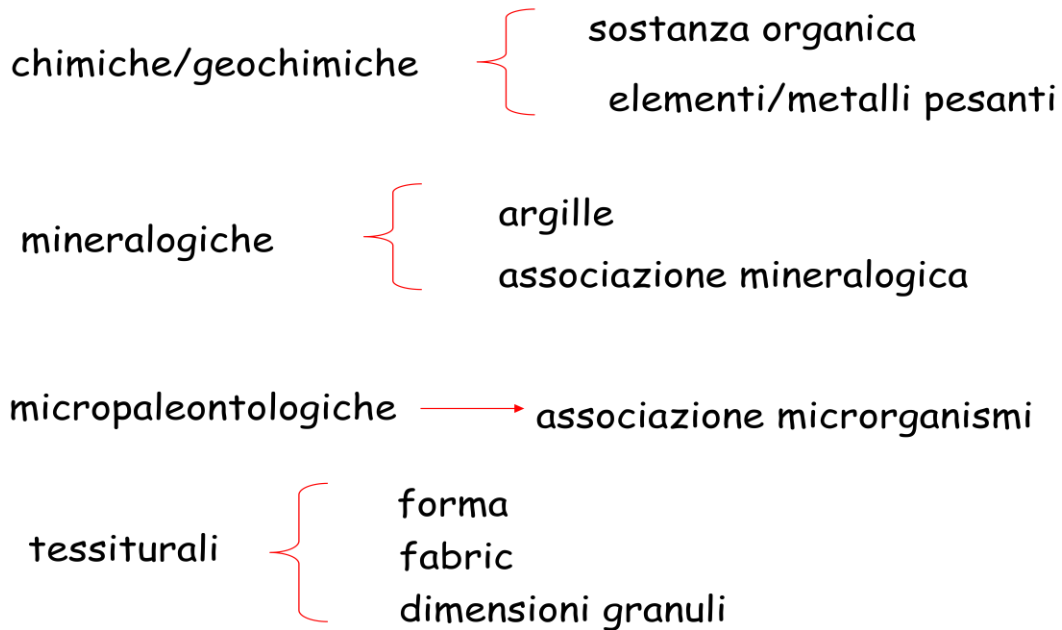 chimiche/geochimiche
sostanza organica
elementi/metalli pesanti
mineralogiche
argille
associazione mineralogica
micropaleontologiche
associazione microrganismi
tessiturali
forma
fabric
dimensioni granuli